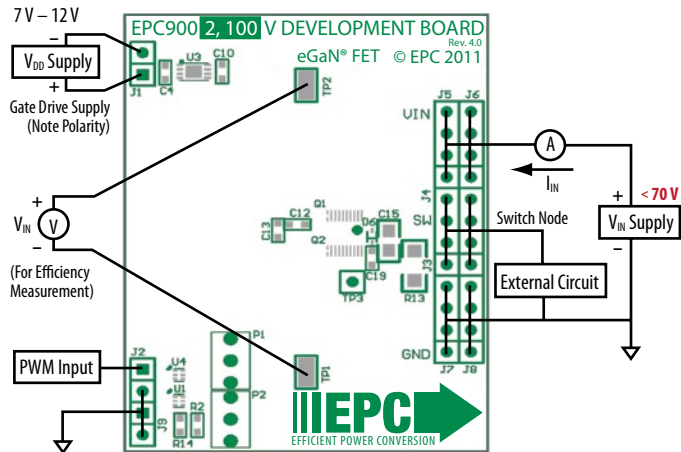 7 V – 12 V
EPC900 2, 100 V DEVELOPMENT BOARD
Rev. 4.0
eGaN® FET © EPC 2011
–
VDD Supply
+
Gate Drive Supply
(Note Polarity)
J1
C4
U3
C10
TP2
J5 J6
VIN
A
IIN
+
< 70 V
VIN Supply
–
+
VIN
V
–
(For Efficiency
Measurement)
Q1
C12
C13
Q2
D6
C15
C19
TP3
R13
J4
SW
J3
Switch Node
External Circuit
GND
J7 J8
PWM Input
J2
U4
U1
J9
R14
R2
P1
P2
TP1
EPC
EFFICIENT POWER CONVERSION